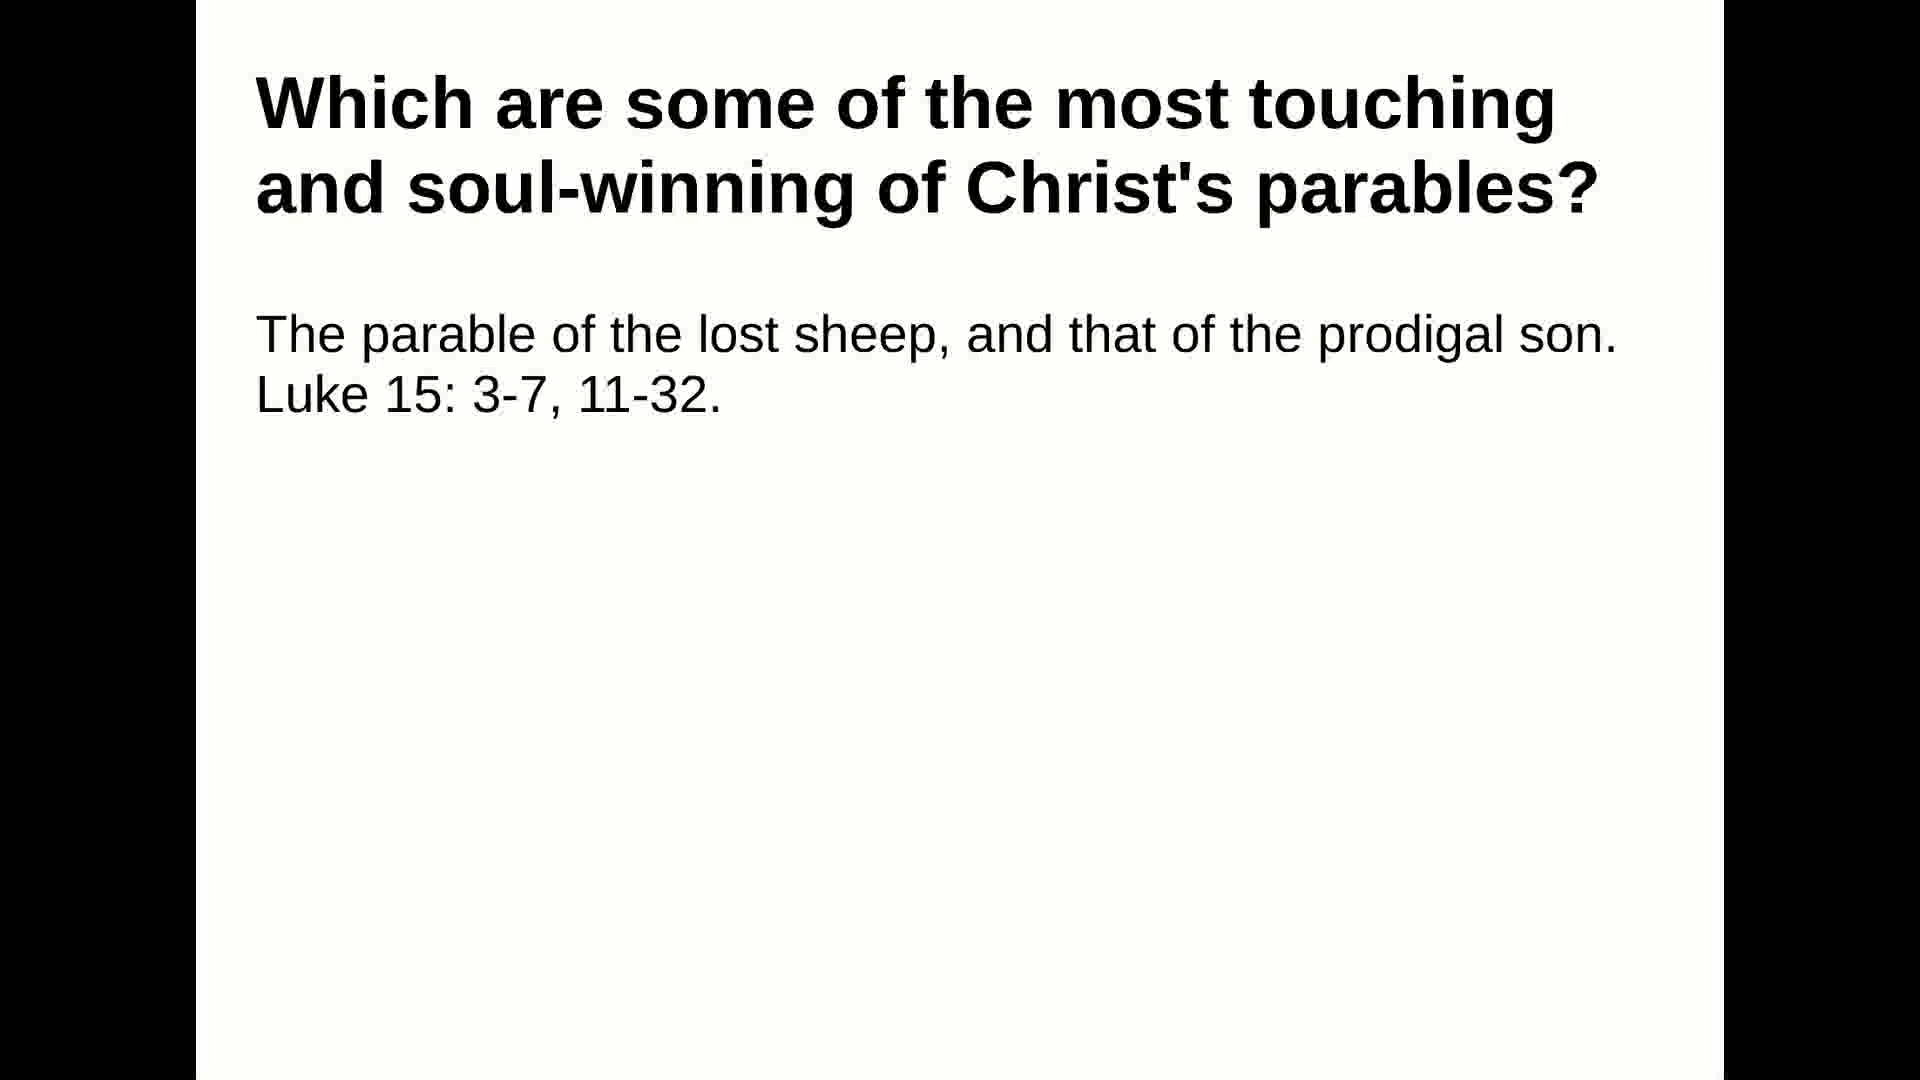 Which are some of the most touching
and soul-winning of Christ's parables?
The parable of the lost sheep, and that of the prodigal son.
Luke 15: 3-7, 11-32.